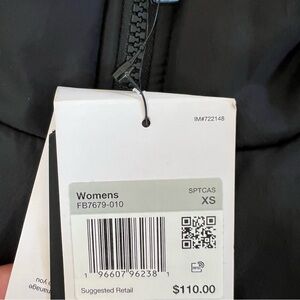 IM#722148
Womens
SPTCAS
FB7679-010
XS
1 96607 96238 1
Suggested Retail
$110.00